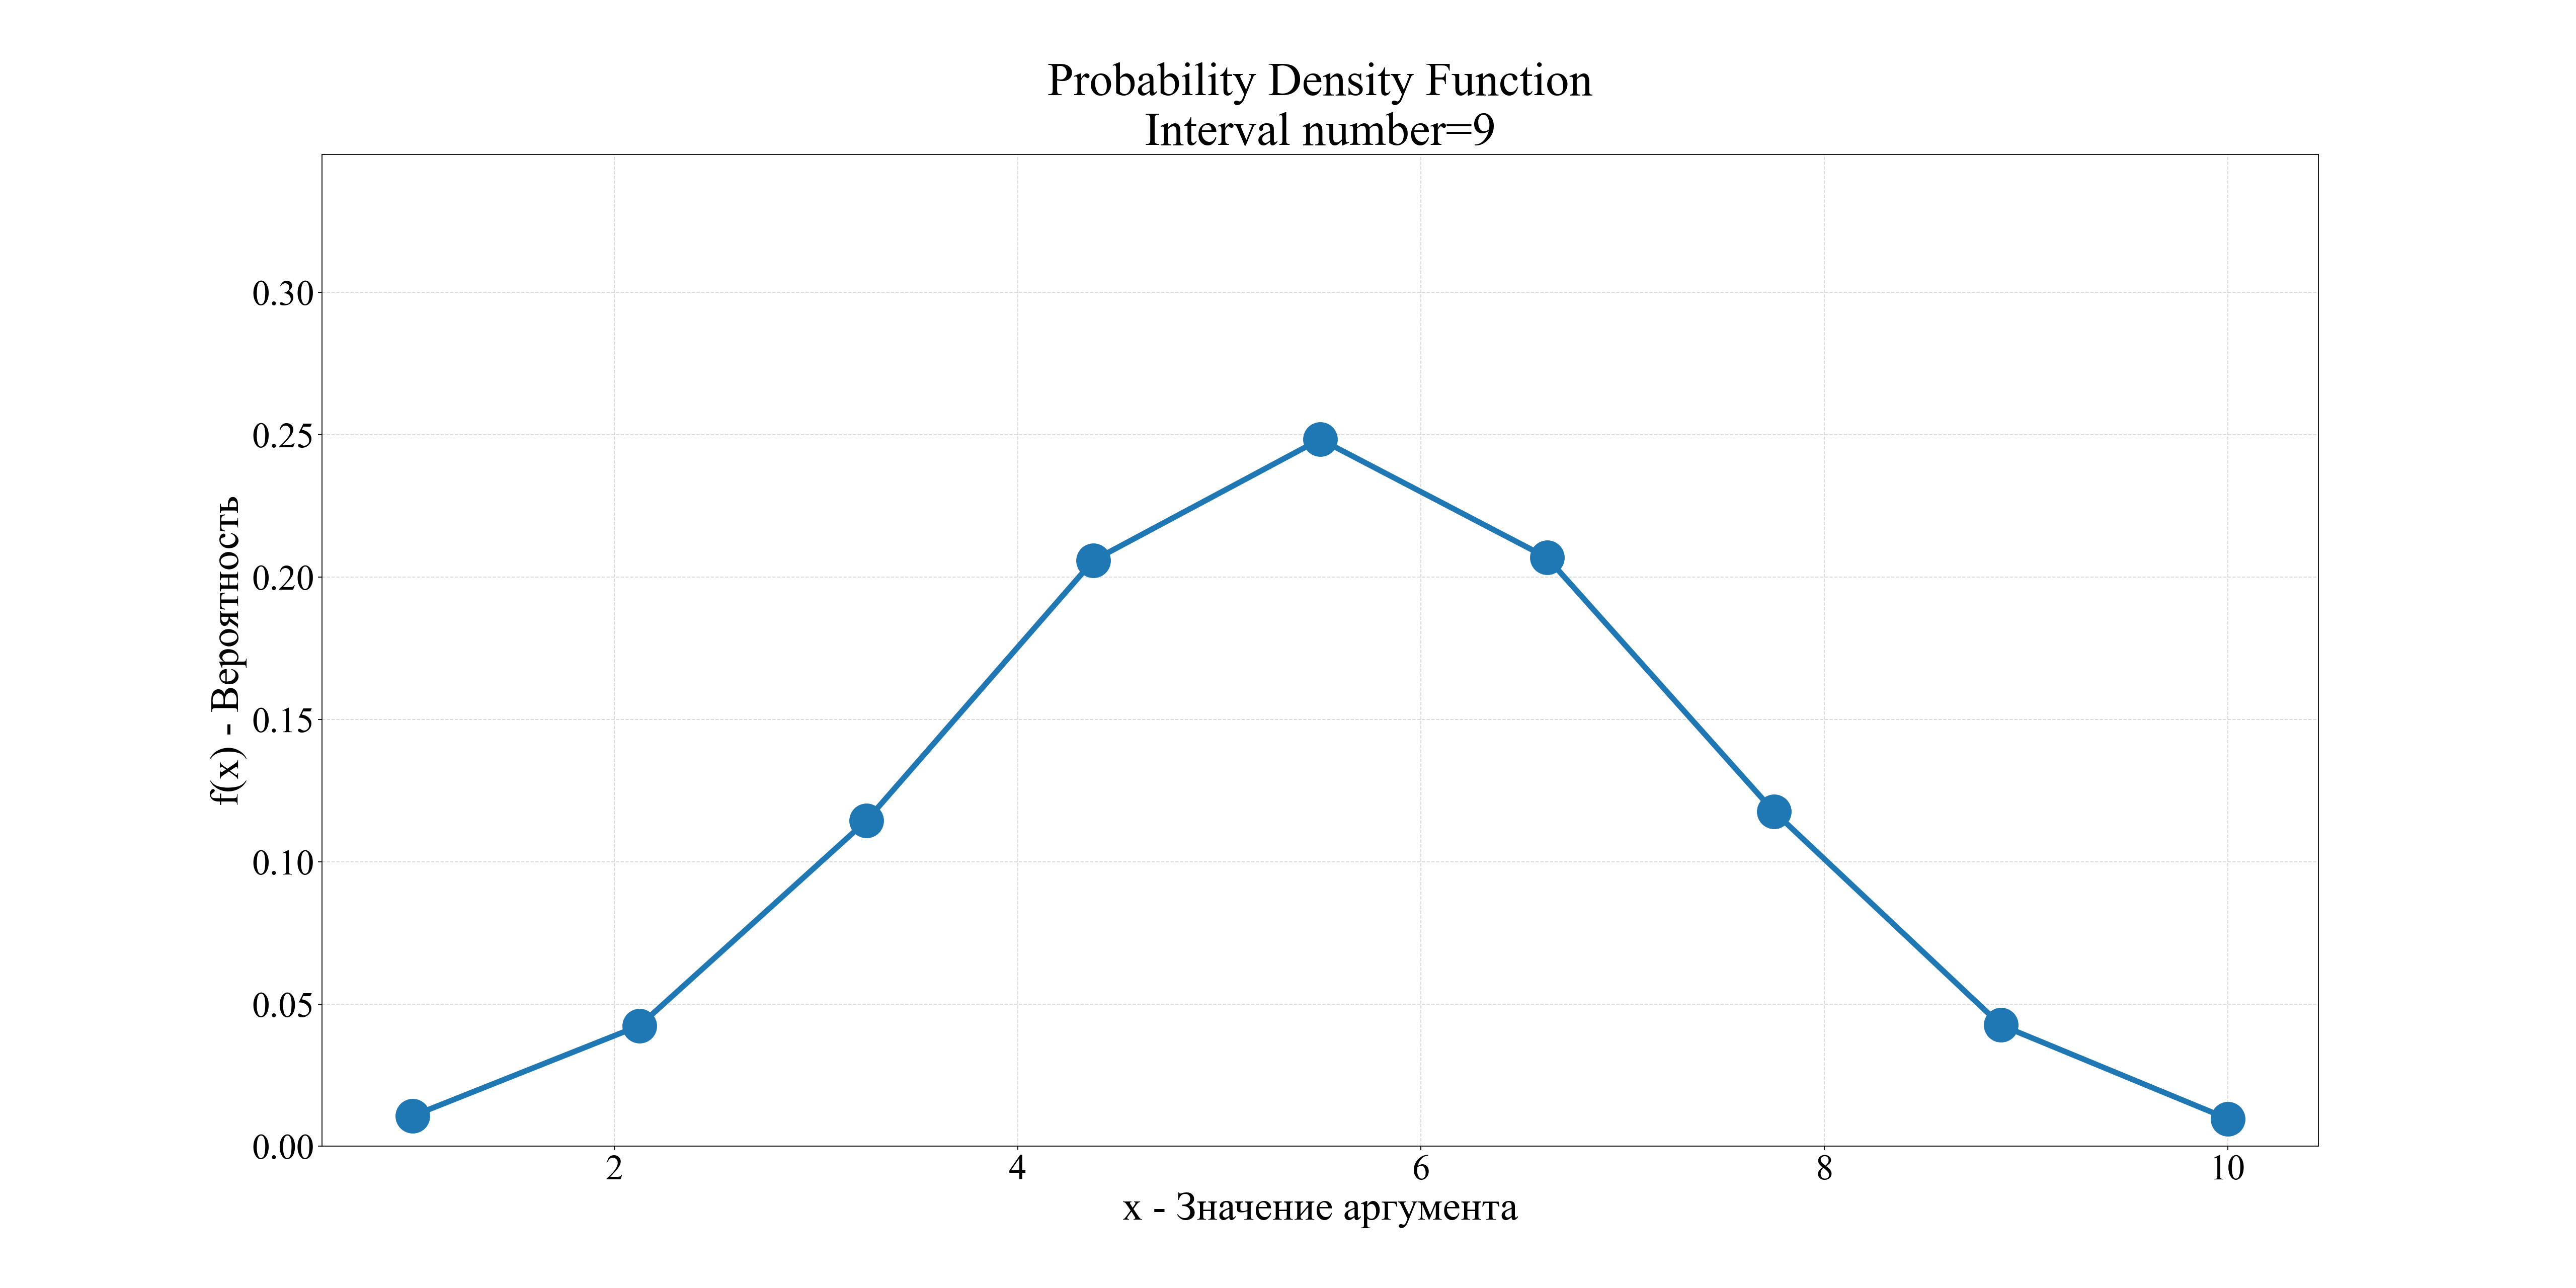 Probability Density Function
Interval number=9
f(x) - Вероятность
0.30
0.25
0.20
0.15
0.10
0.05
0.00
2 4 6 8 10
x - Значение аргумента